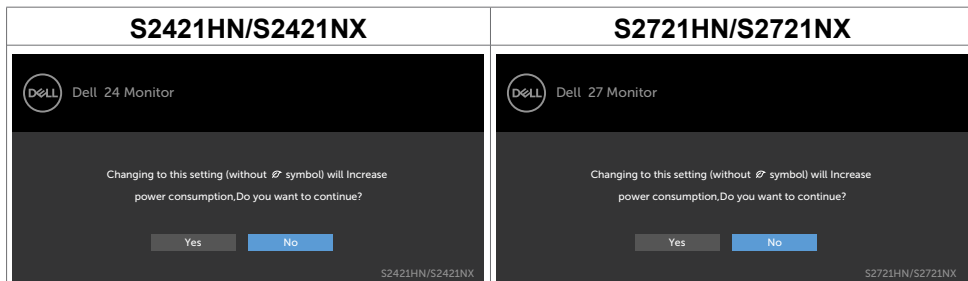 S2421HN/S2421NX
S2721HN/S2721NX
DELL Dell 24 Monitor
Changing to this setting (without symbol) will Increase
power consumption,Do you want to continue?
Yes No
S2421HN/S2421NX
DELL Dell 27 Monitor
Changing to this setting (without symbol) will Increase
power consumption,Do you want to continue?
Yes No
S2721HN/S2721NX